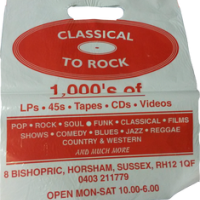 CLASSICAL
TO ROCK
1,000's of
LPs • 45s • Tapes • CDs • Videos
POP • ROCK • SOUL • FUNK • CLASSICAL • FILMS
SHOWS • COMEDY • BLUES • JAZZ • REGGAE
COUNTRY & WESTERN
AND MUCH MORE
8 BISHOPRIC, HORSHAM, SUSSEX, RH12 1QF
0403 211779
OPEN MON-SAT 10.00-6.00